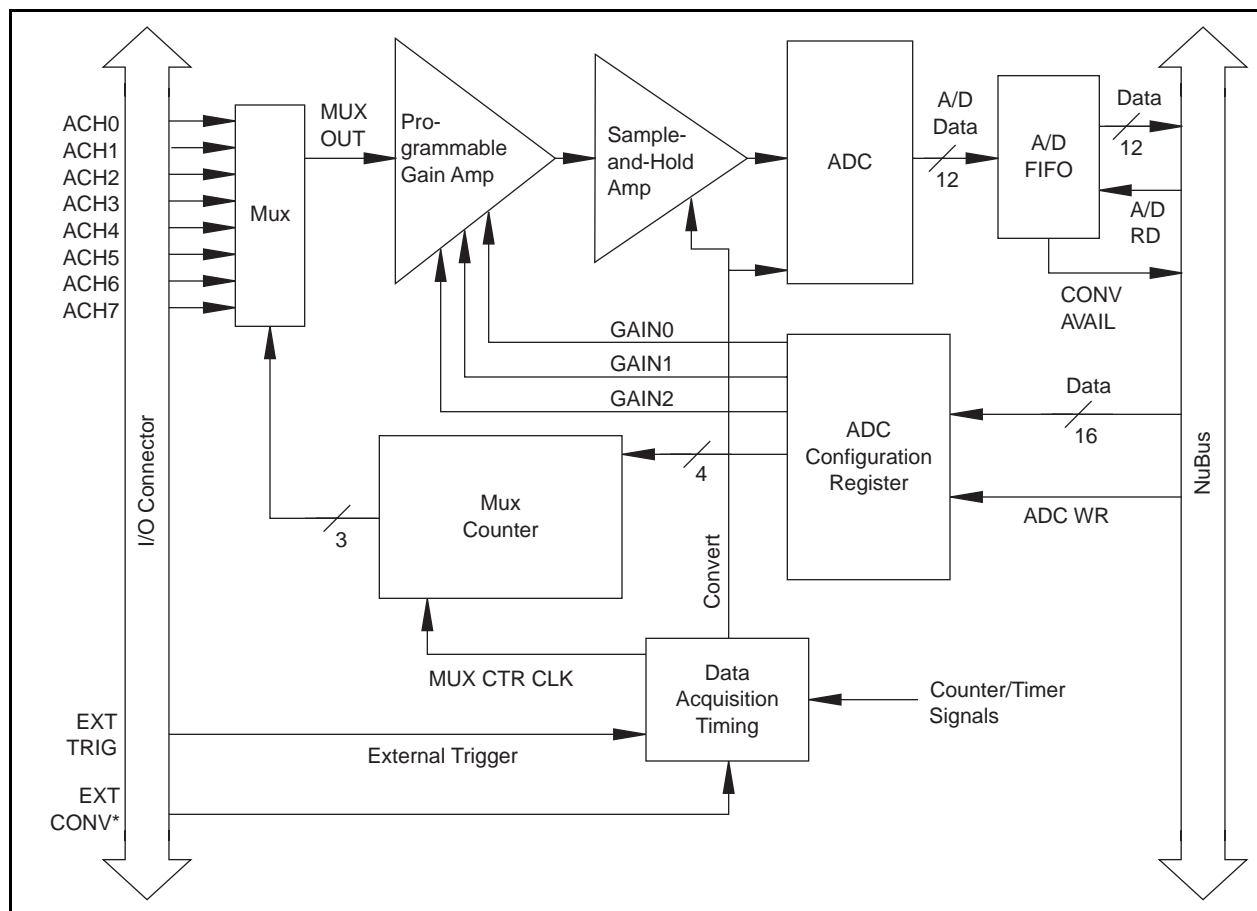 ACH0
ACH1
ACH2
ACH3
ACH4
ACH5
ACH6
ACH7
Mux
MUX
OUT
Pro-
grammable
Gain Amp
Sample-
and-Hold
Amp
ADC
A/D
Data
12
A/D
FIFO
Data
12
A/D
RD
CONV
AVAIL
GAIN0
GAIN1
GAIN2
ADC
Configuration
Register
Data
16
ADC WR
4
Mux
Counter
3
I/O Connector
NuBus
Convert
MUX CTR CLK
Data
Acquisition
Timing
Counter/Timer
Signals
EXT
TRIG
External Trigger
EXT
CONV*